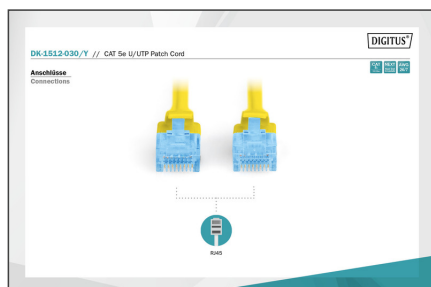 DIGITUS®
DK-1512-030/Y // CAT 5e U/UTP Patch Cord
Anschlüsse
Connections
RJ45